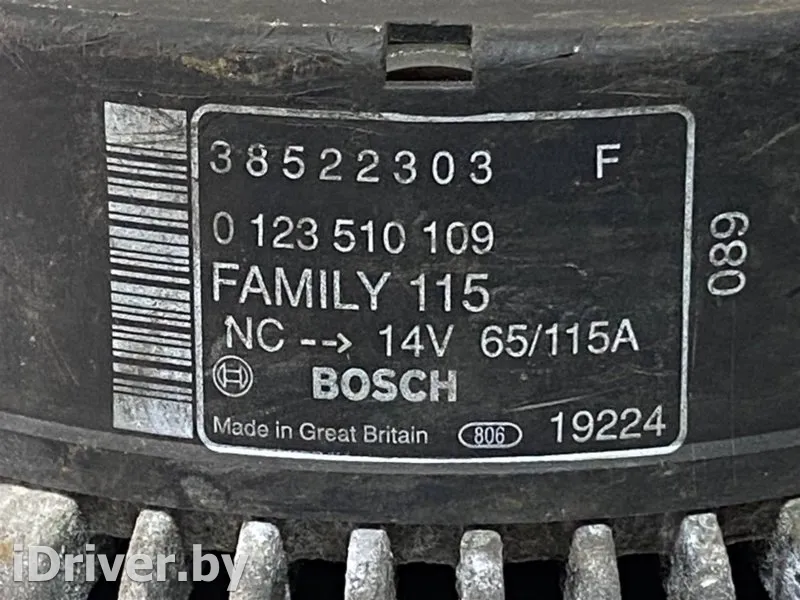 38522303 F
0 123 510 109
FAMILY 115
NC --> 14V 65/115A
BOSCH
Made in Great Britain 806 19224
089
iDriver.by